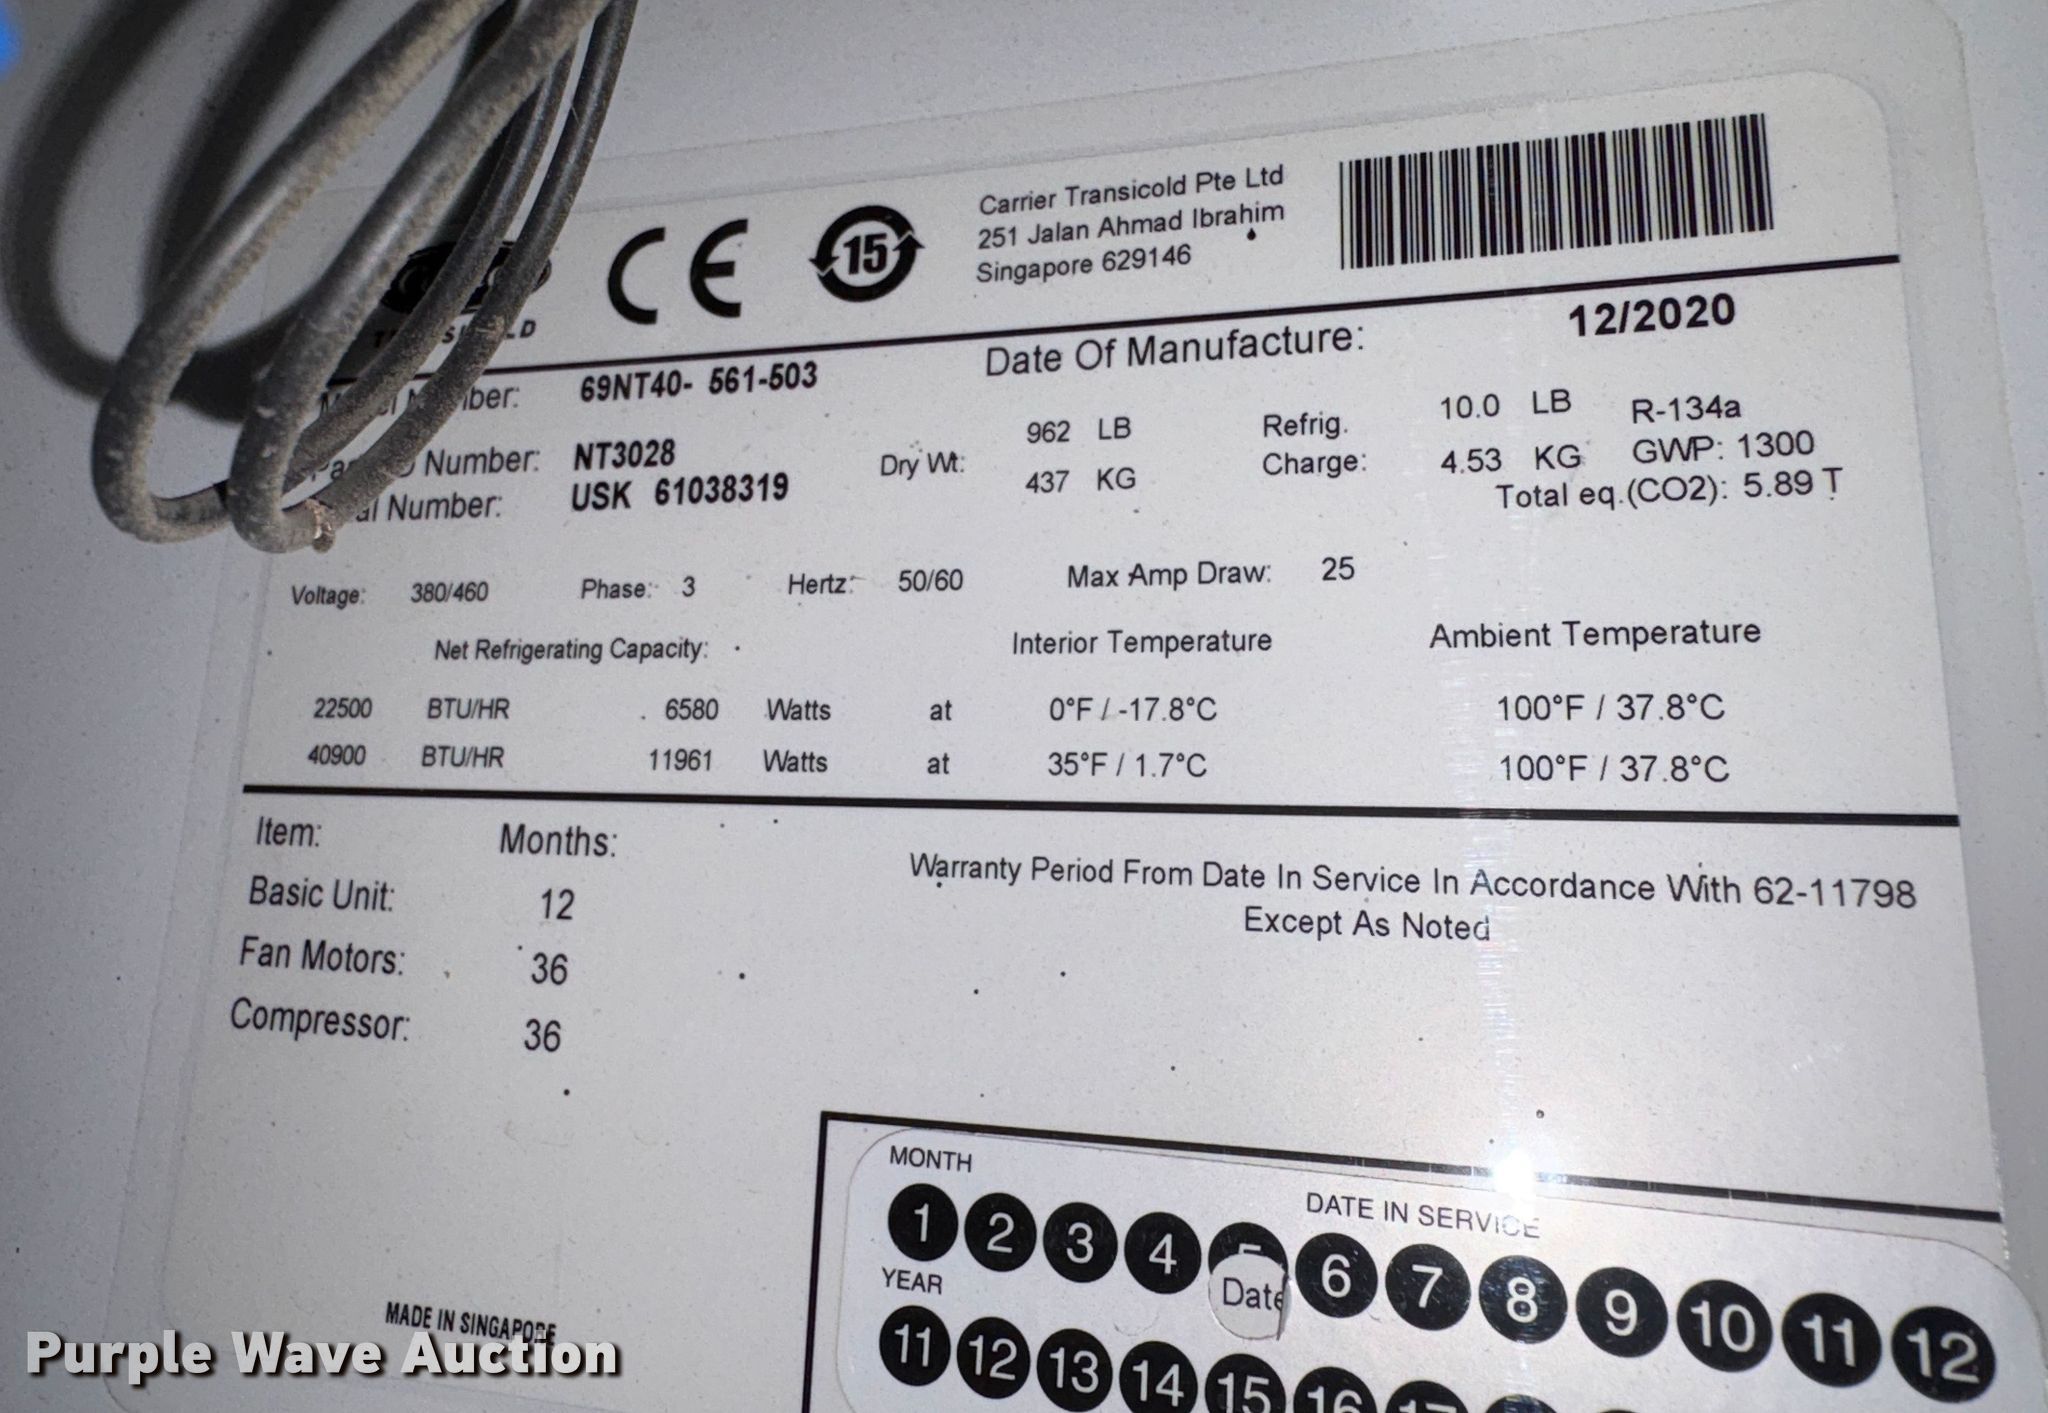 CE
15
Carrier Transicold Pte Ltd
251 Jalan Ahmad Ibrahim
Singapore 629146
Date Of Manufacture: 12/2020
69NT40- 561-503
Number: NT3028
Number: USK 61038319
Dry Wt: 962 LB
437 KG
Refrig. Charge: 10.0 LB R-134a
4.53 KG GWP: 1300
Total eq.(CO2): 5.89 T
Voltage: 380/460 Phase: 3 Hertz: 50/60 Max Amp Draw: 25
Net Refrigerating Capacity: Interior Temperature Ambient Temperature
22500 BTU/HR 6580 Watts at 0°F / -17.8°C 100°F / 37.8°C
40900 BTU/HR 11961 Watts at 35°F / 1.7°C 100°F / 37.8°C
Item: Months:
Basic Unit: 12
Fan Motors: 36
Compressor: 36
Warranty Period From Date In Service In Accordance With 62-11798
Except As Noted
MONTH
DATE IN SERVICE
1 2 3 4 5 6 7 8 9 10 11 12
Date
YEAR
11 12 13 14 15 16 17
MADE IN SINGAPORE
Purple Wave Auction